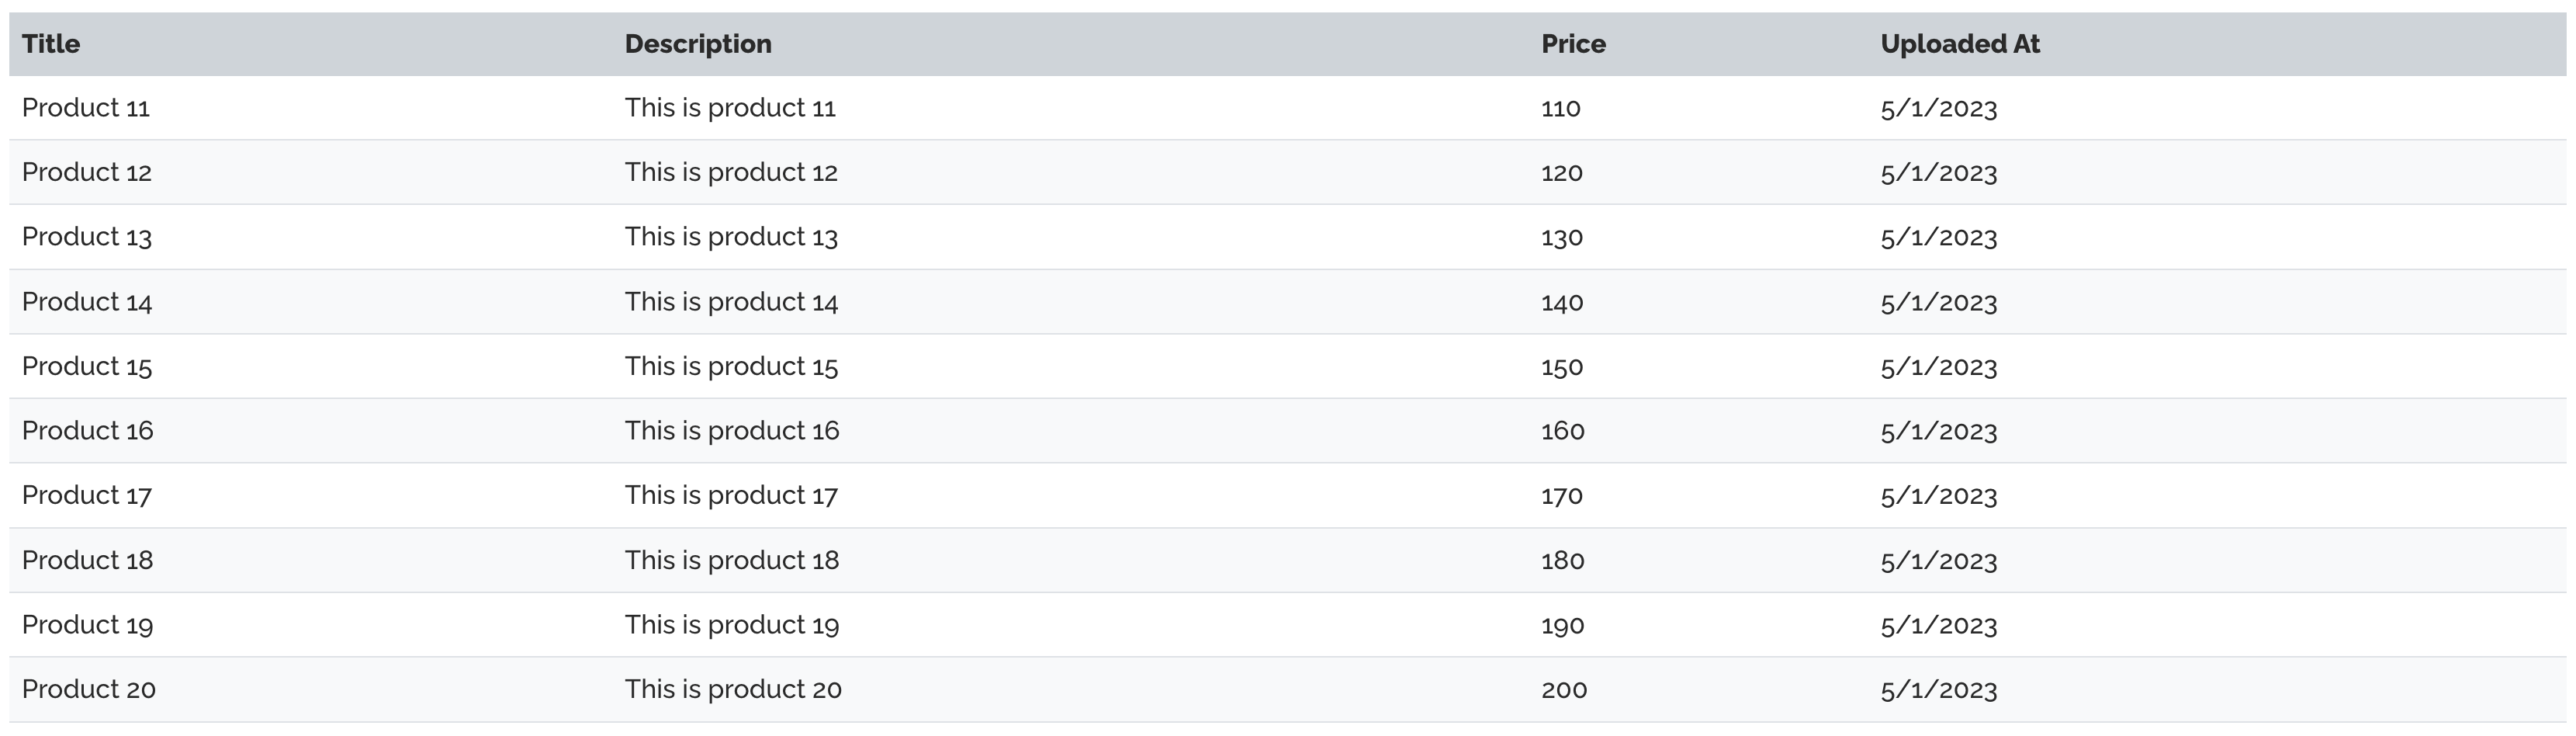 Title Description Price Uploaded At
Product 11 This is product 11 110 5/1/2023
Product 12 This is product 12 120 5/1/2023
Product 13 This is product 13 130 5/1/2023
Product 14 This is product 14 140 5/1/2023
Product 15 This is product 15 150 5/1/2023
Product 16 This is product 16 160 5/1/2023
Product 17 This is product 17 170 5/1/2023
Product 18 This is product 18 180 5/1/2023
Product 19 This is product 19 190 5/1/2023
Product 20 This is product 20 200 5/1/2023